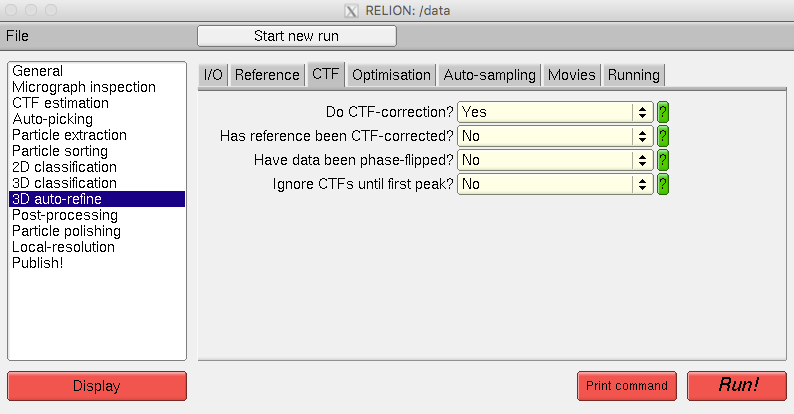 RELION: /data
File
Start new run
General
Micrograph inspection
CTF estimation
Auto-picking
Particle extraction
Particle sorting
2D classification
3D classification
3D auto-refine
Post-processing
Particle polishing
Local-resolution
Publish!
I/O Reference CTF Optimisation Auto-sampling Movies Running
Do CTF-correction? Yes ?
Has reference been CTF-corrected? No ?
Have data been phase-flipped? No ?
Ignore CTFs until first peak? No ?
Display
Print command
Run!